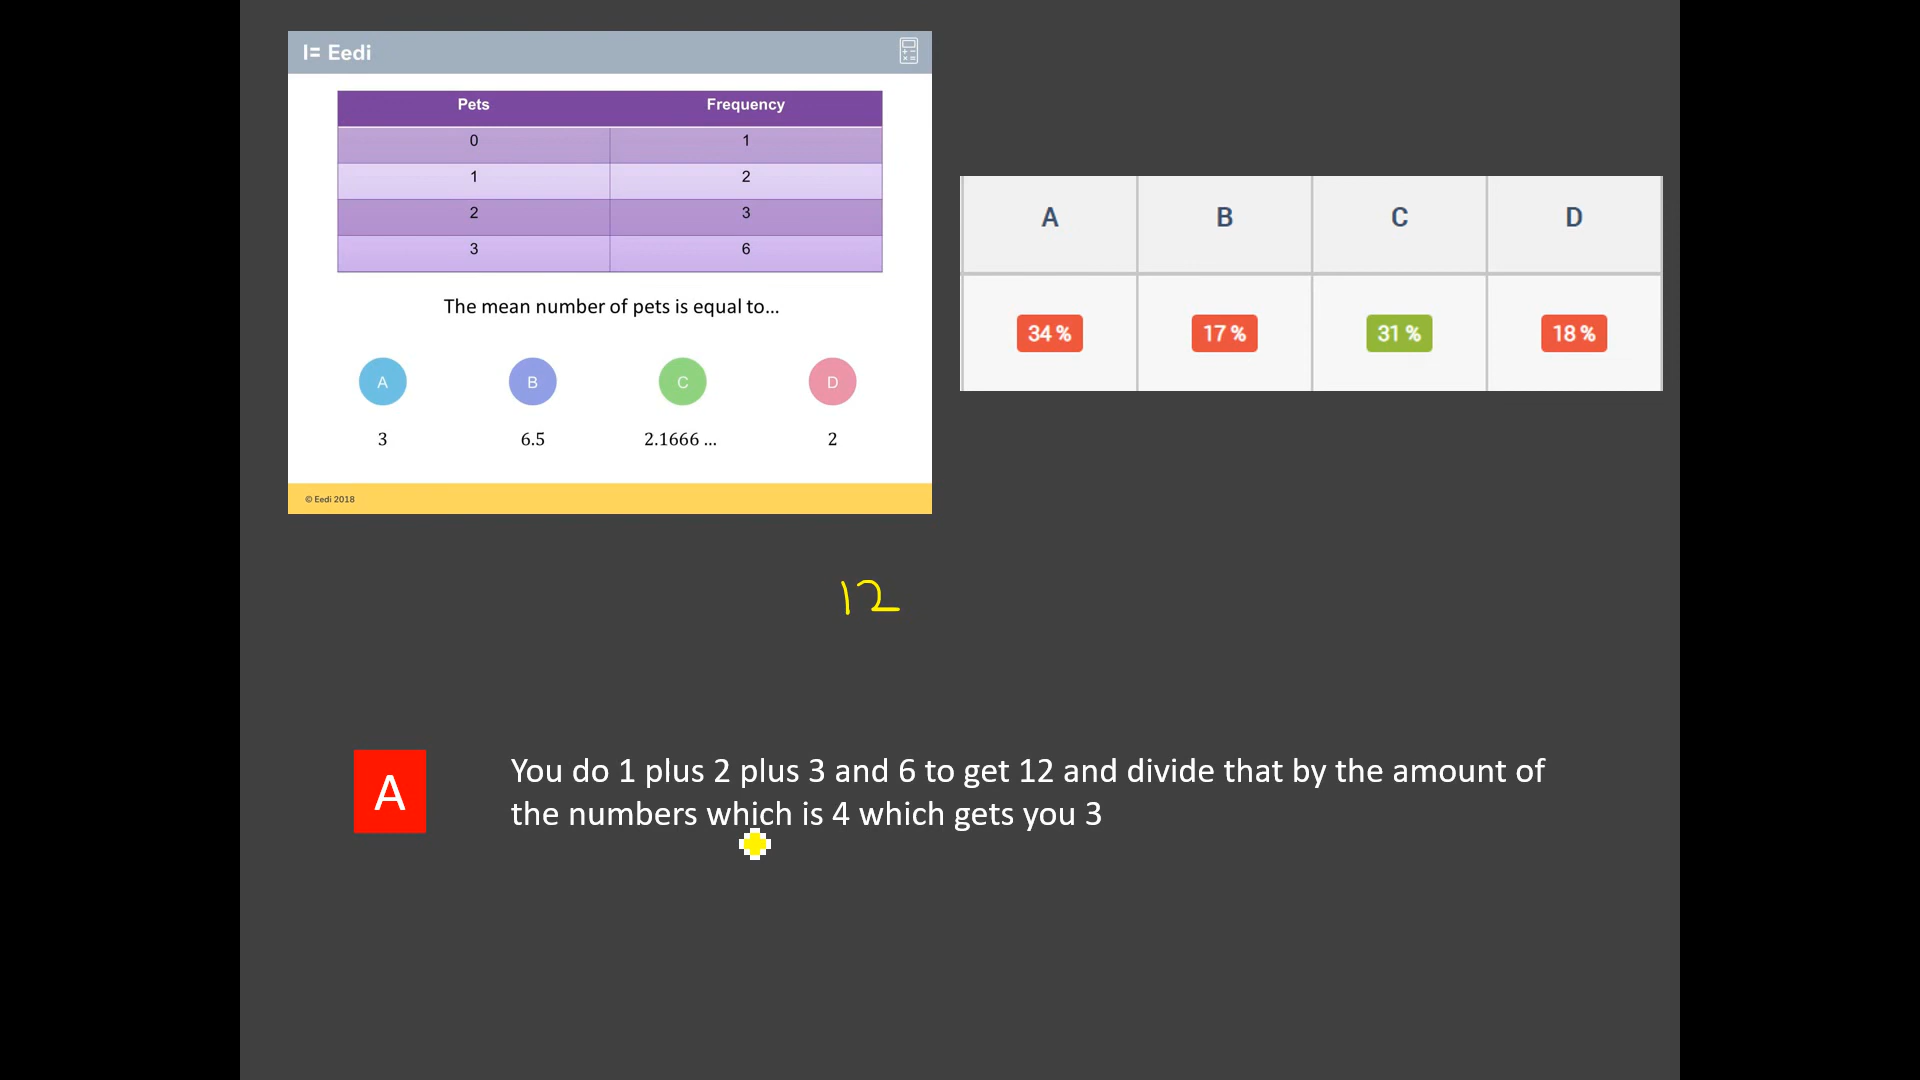 Eedi
Pets Frequency
0 1
1 2
2 3
3 6
The mean number of pets is equal to...
A B C D
3 6.5 2.1666 ... 2
© Eedi 2018
A B C D
34 % 17 % 31 % 18 %
12
A
You do 1 plus 2 plus 3 and 6 to get 12 and divide that by the amount of
the numbers which is 4 which gets you 3